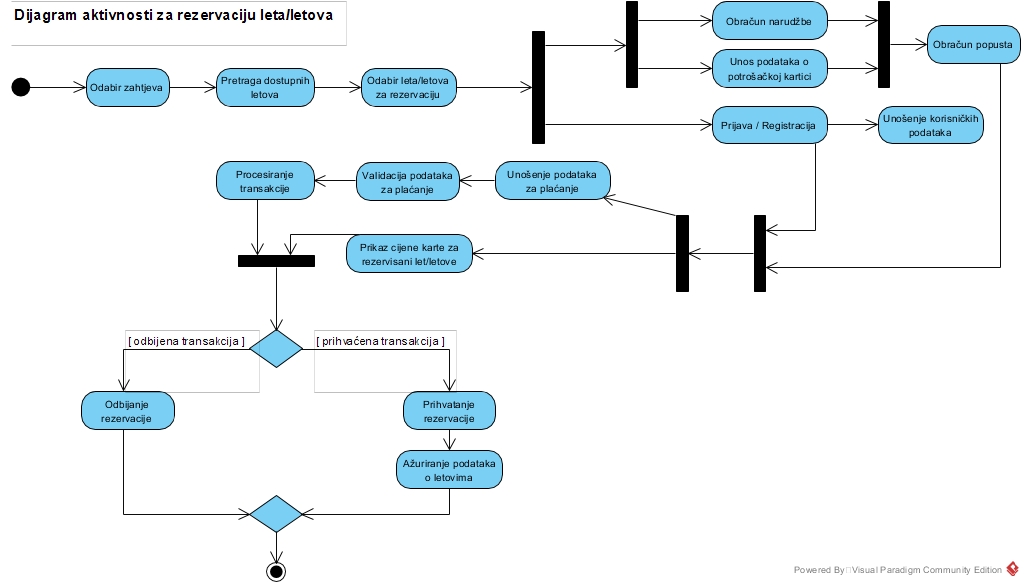 Dijagram aktivnosti za rezervaciju leta/letova
Odabir zahtjeva
Pretraga dostupnih
letova
Odabir leta/letova
za rezervaciju
Obračun narudžbe
Unos podataka o
potrošačkoj kartici
Obračun popusta
Prijava / Registracija
Unošenje korisničkih
podataka
Procesiranje
transakcije
Validacija podataka
za plaćanje
Unošenje podataka
za plaćanje
Prikaz cijene karte za
rezervisani let/letove
[ odbijena transakcija ]
[ prihvaćena transakcija ]
Odbijanje
rezervacije
Prihvatanje
rezervacije
Ažuriranje podataka
o letovima
Powered By Visual Paradigm Community Edition